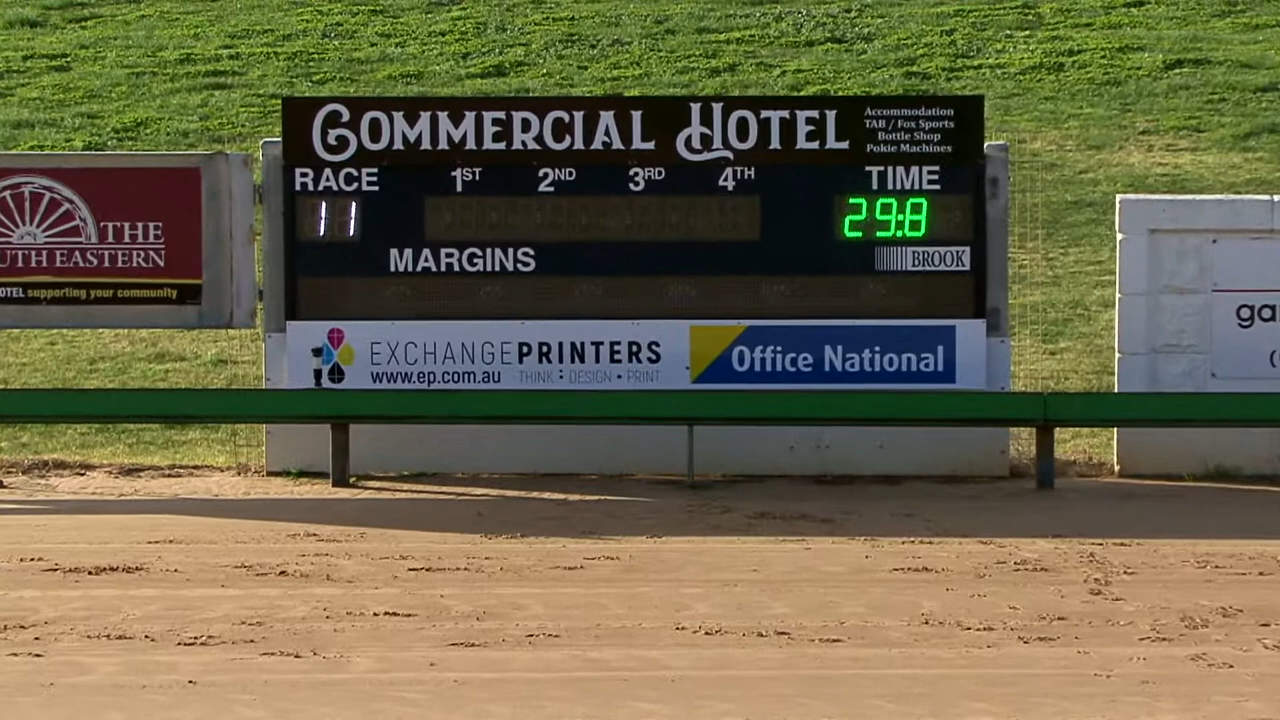 COMMERCIAL HOTEL
Accommodation
TAB / Fox Sports
Bottle Shop
Pokie Machines
RACE 1ST 2ND 3RD 4TH TIME
11 29:8
MARGINS
BROOK
THE
UTH EASTERN
OTEL supporting your community
EXCHANGEPRINTERS
www.ep.com.au THINK : DESIGN • PRINT
Office National
ga
(